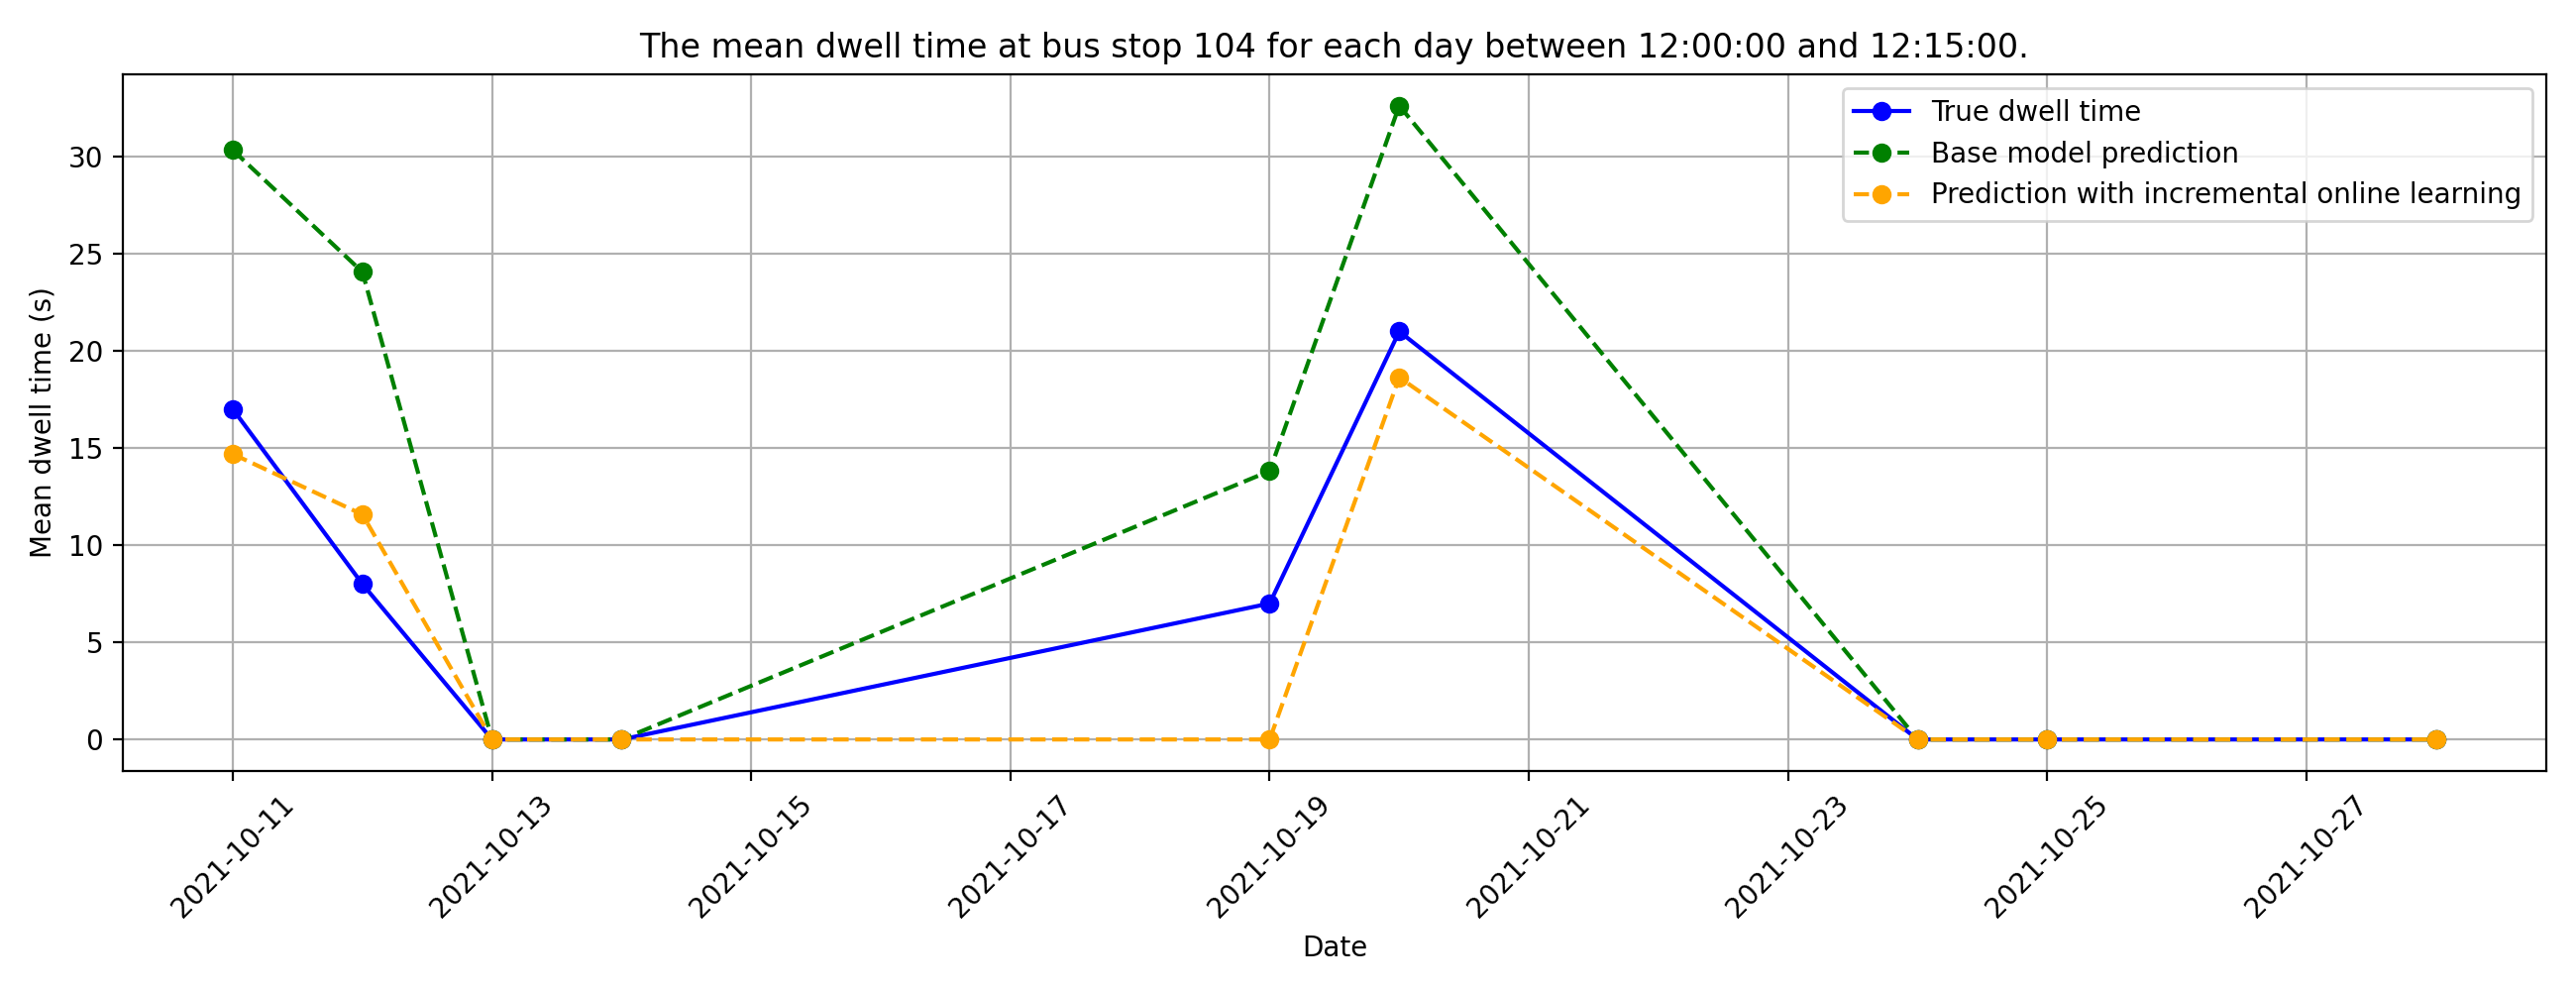 The mean dwell time at bus stop 104 for each day between 12:00:00 and 12:15:00.
True dwell time
Base model prediction
Prediction with incremental online learning
Mean dwell time (s)
30
25
20
15
10
5
0
2021-10-11
2021-10-13
2021-10-15
2021-10-17
2021-10-19
2021-10-21
2021-10-23
2021-10-25
2021-10-27
Date